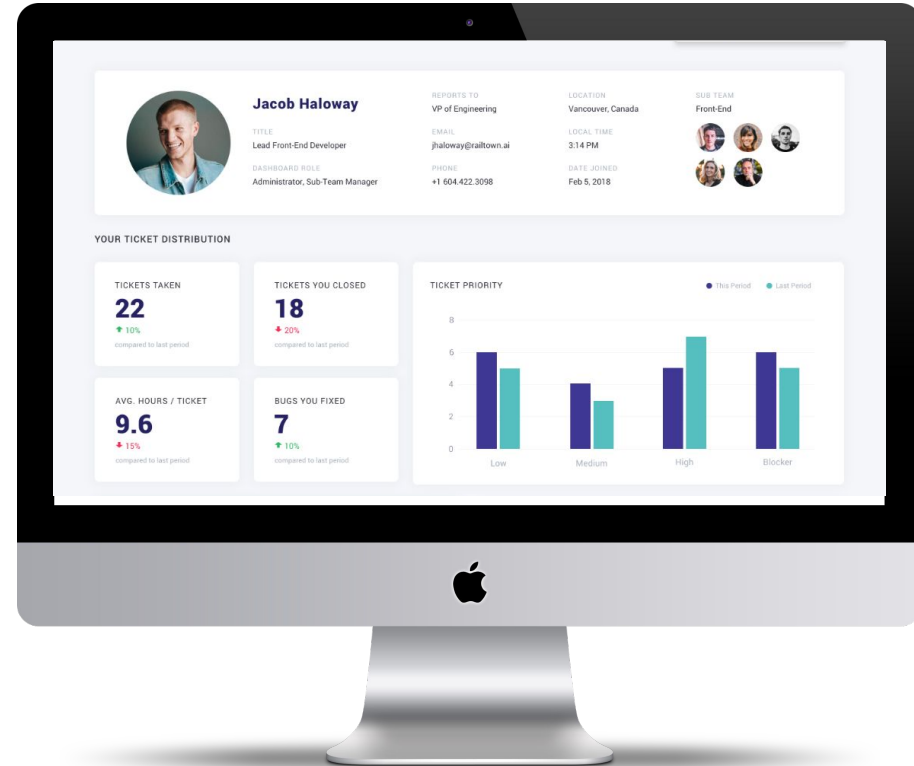 Jacob Haloway
TITLE
Lead Front-End Developer
DASHBOARD ROLE
Administrator, Sub-Team Manager
REPORTS TO
VP of Engineering
EMAIL
jhaloway@railtown.ai
PHONE
+1 604.422.3098
LOCATION
Vancouver, Canada
LOCAL TIME
3:14 PM
DATE JOINED
Feb 5, 2018
SUB TEAM
Front-End
YOUR TICKET DISTRIBUTION
TICKETS TAKEN
22
10%
compared to last period
TICKETS YOU CLOSED
18
20%
compared to last period
AVG. HOURS / TICKET
9.6
15%
compared to last period
BUGS YOU FIXED
7
10%
compared to last period
TICKET PRIORITY
This Period Last Period
8
6
4
2
0
Low Medium High Blocker